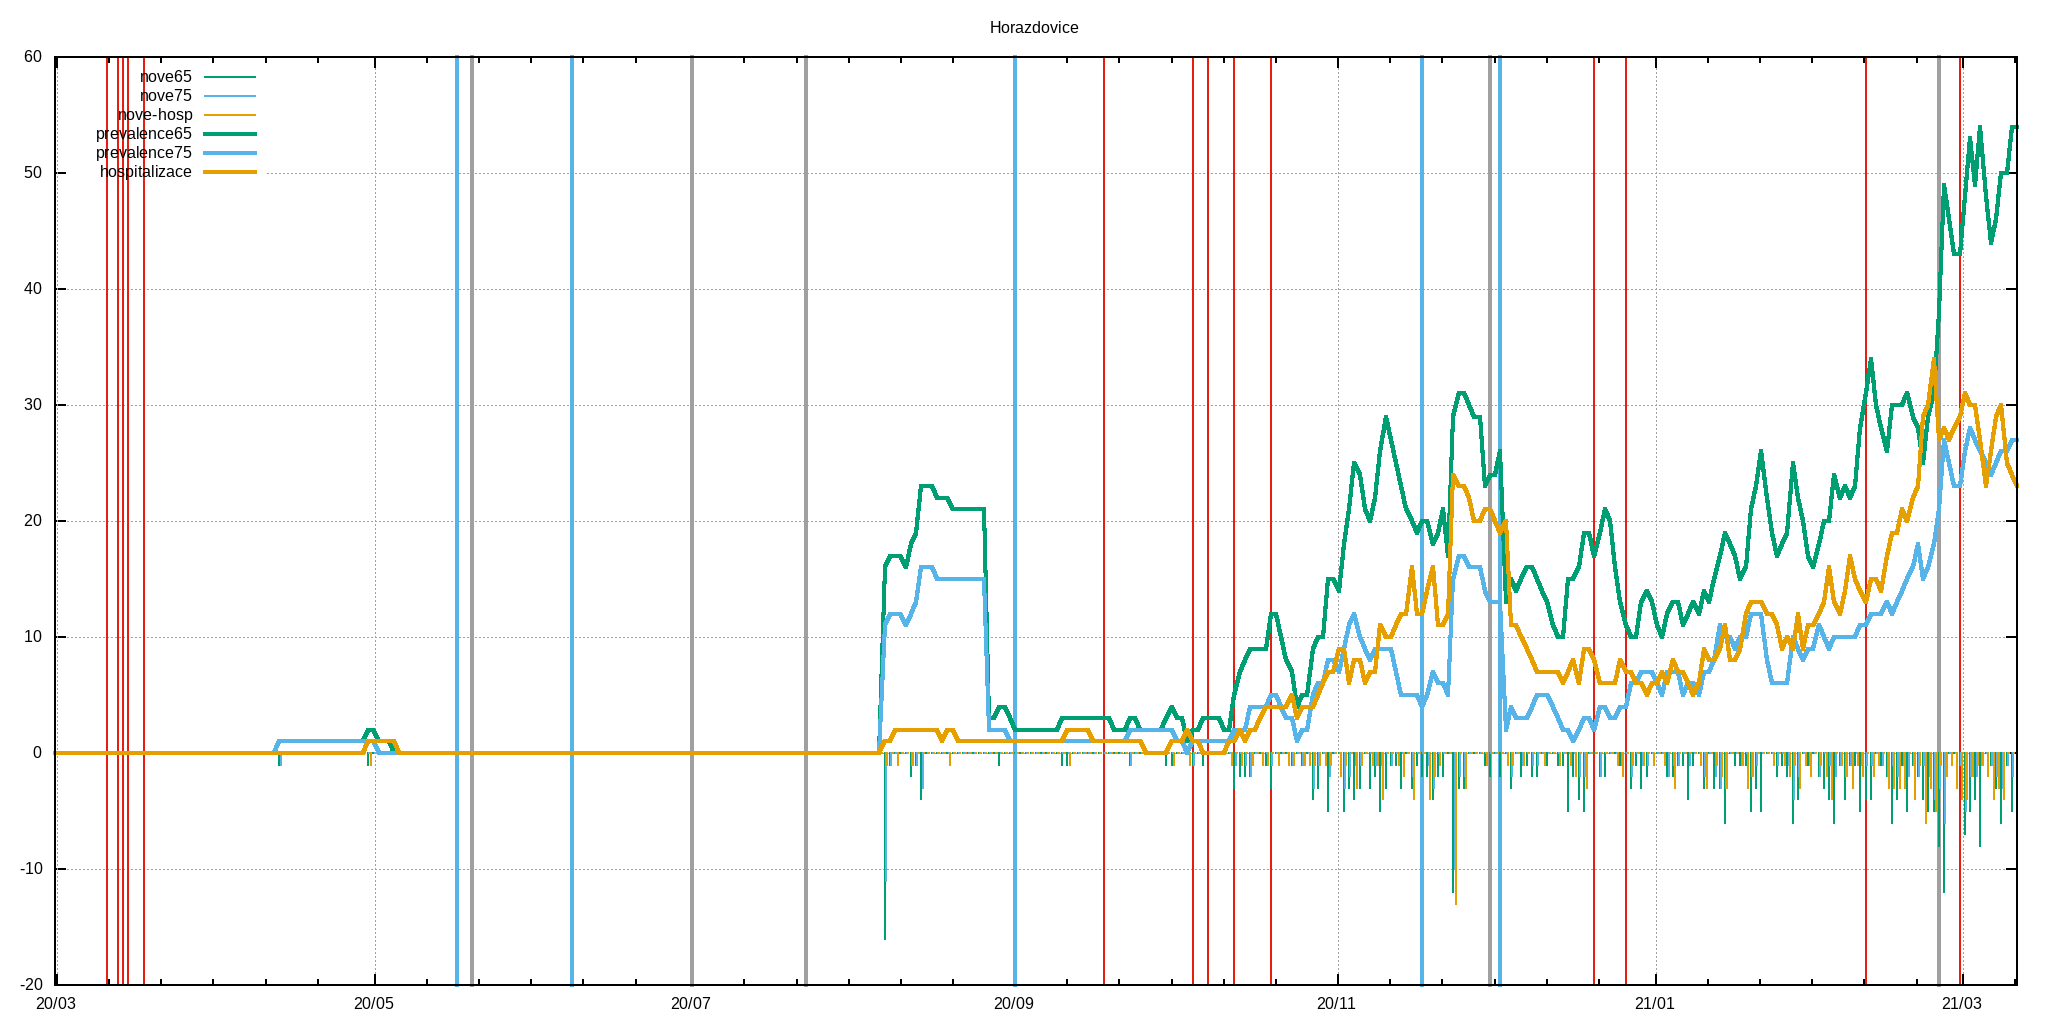 Horazdovice
60
nove65
nove75
nove-hosp
prevalence65
prevalence75
hospitalizace
50
40
30
20
10
0
-10
-20
20/03 20/05 20/07 20/09 20/11 21/01 21/03